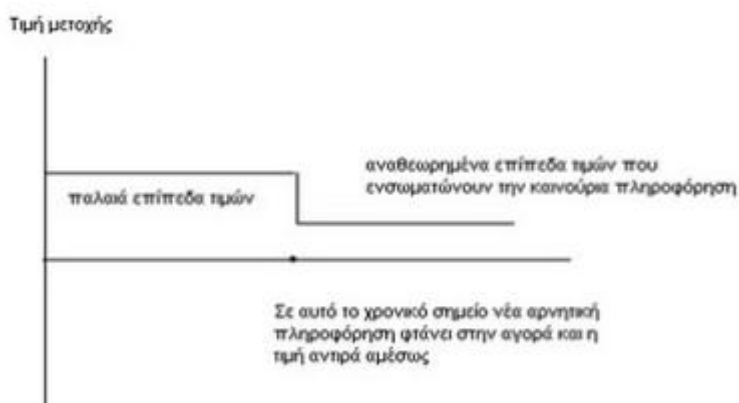 Τιμή μετοχής
αναθεωρημένα επίπεδα τιμών που
ενσωματώνουν την καινούρια πληροφόρηση
παλαιά επίπεδα τιμών
Σε αυτό το χρονικό σημείο νέα αρνητική
πληροφόρηση φτάνει στην αγορά και η
τιμή αντιρά αμέσως